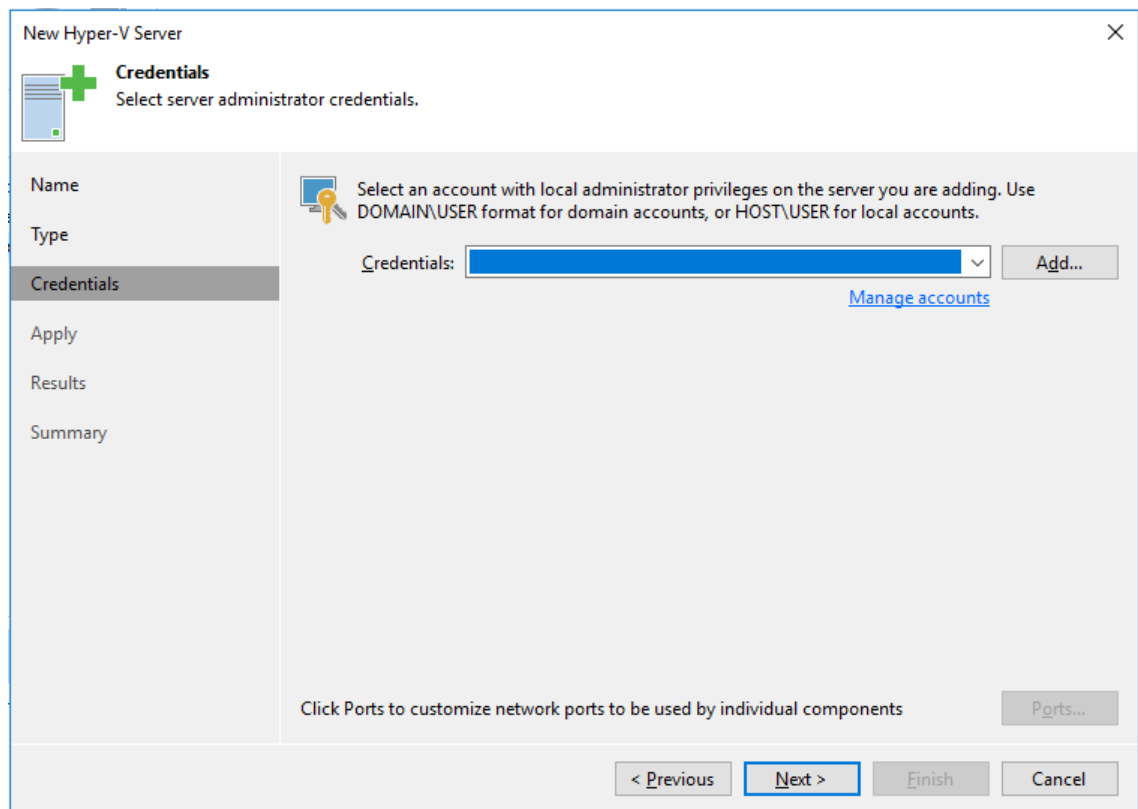 New Hyper-V Server
Credentials
Select server administrator credentials.
Name
Type
Credentials
Apply
Results
Summary
Select an account with local administrator privileges on the server you are adding. Use
DOMAIN\USER format for domain accounts, or HOST\USER for local accounts.
Credentials:
Add...
Manage accounts
Click Ports to customize network ports to be used by individual components
Ports...
< Previous
Next >
Finish
Cancel